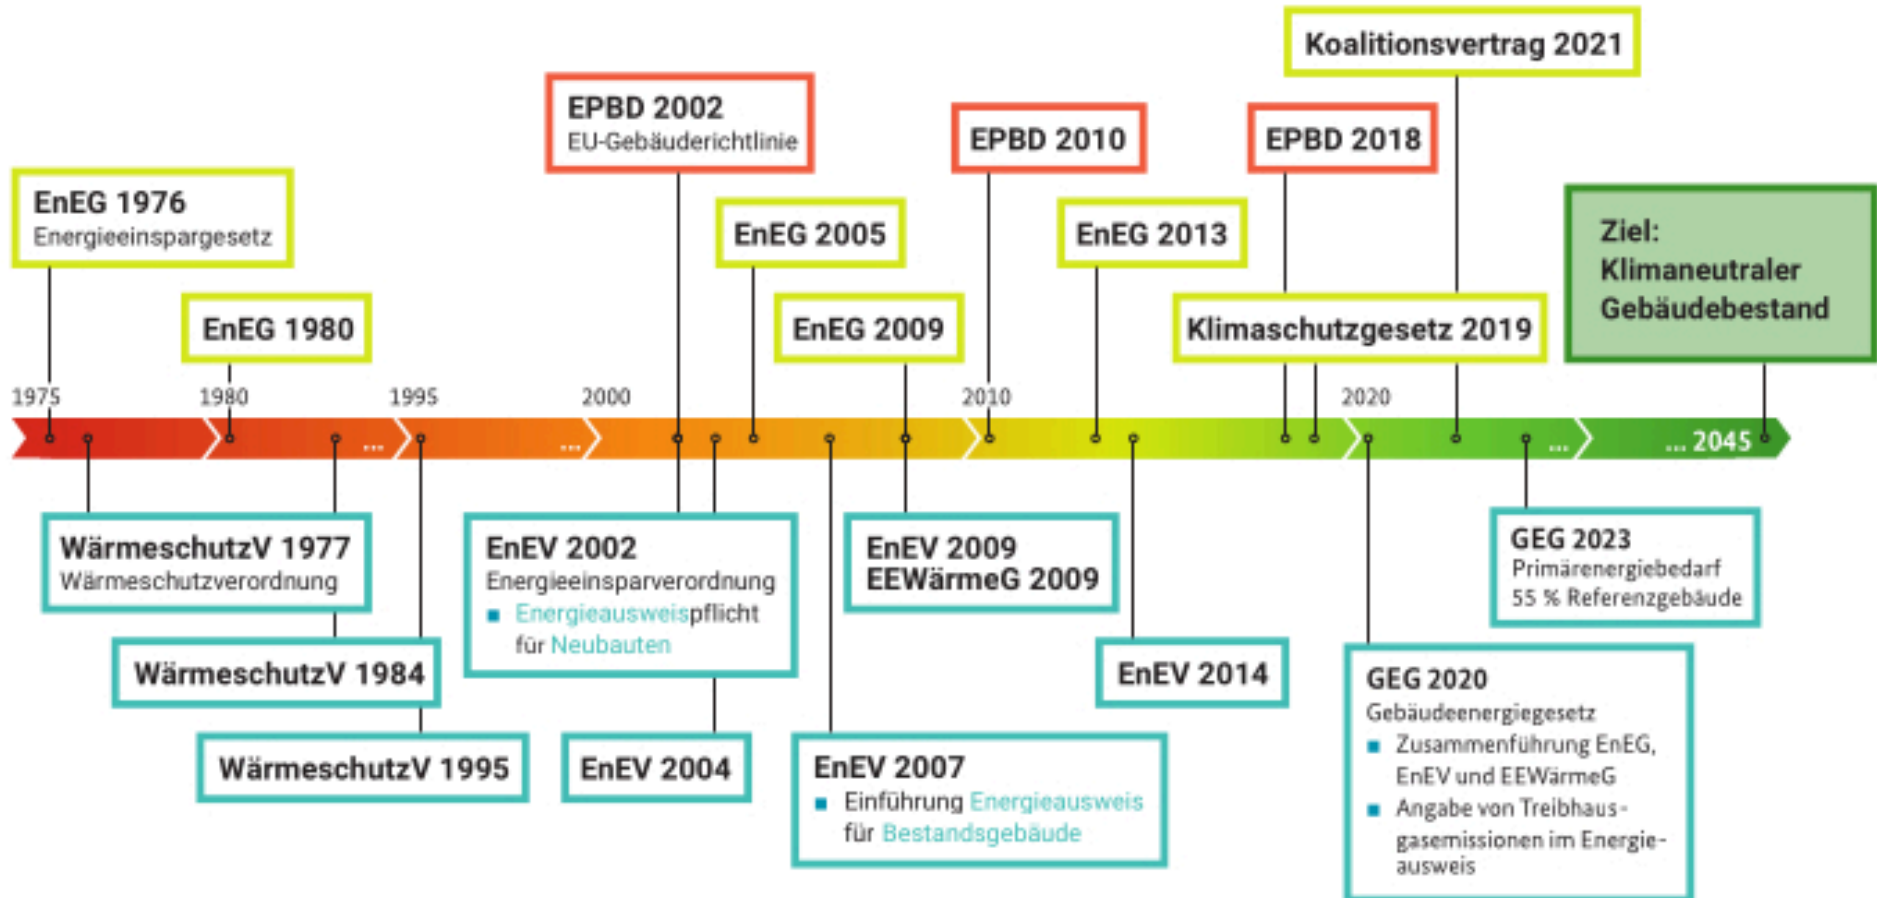 Koalitionsvertrag 2021
EPBD 2002
EU-Gebäuderichtlinie
EPBD 2010
EPBD 2018
EnEG 1976
Energieeinspargesetz
EnEG 2005
EnEG 2013
Ziel:
Klimaneutraler
Gebäudebestand
EnEG 1980
EnEG 2009
Klimaschutzgesetz 2019
1975
1980
1995
2000
2010
2020
...
...
...
... 2045
WärmeschutzV 1977
Wärmeschutzverordnung
EnEV 2002
Energieeinsparverordnung
■ Energieausweispflicht
für Neubauten
EnEV 2009
EEWärmeG 2009
GEG 2023
Primärenergiebedarf
55 % Referenzgebäude
WärmeschutzV 1984
EnEV 2014
GEG 2020
Gebäudeenergiegesetz
■ Zusammenführung EnEG,
EnEV und EEWärmeG
■ Angabe von Treibhaus-
gasemissionen im Energie-
ausweis
WärmeschutzV 1995
EnEV 2004
EnEV 2007
■ Einführung Energieausweis
für Bestandsgebäude